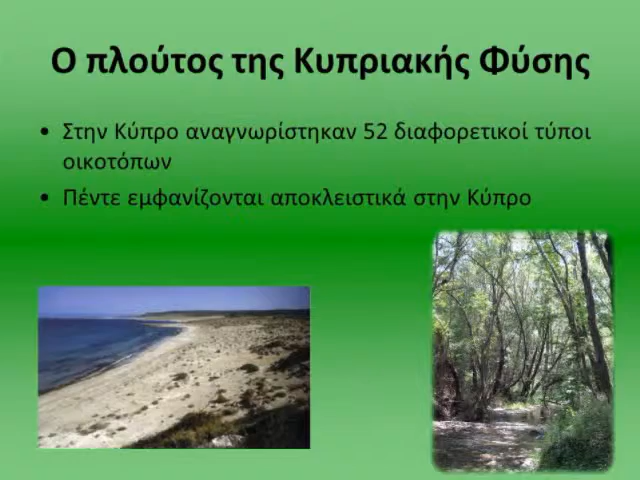 Ο πλούτος της Κυπριακής Φύσης
• Στην Κύπρο αναγνωρίστηκαν 52 διαφορετικοί τύποι
οικοτόπων
• Πέντε εμφανίζονται αποκλειστικά στην Κύπρο